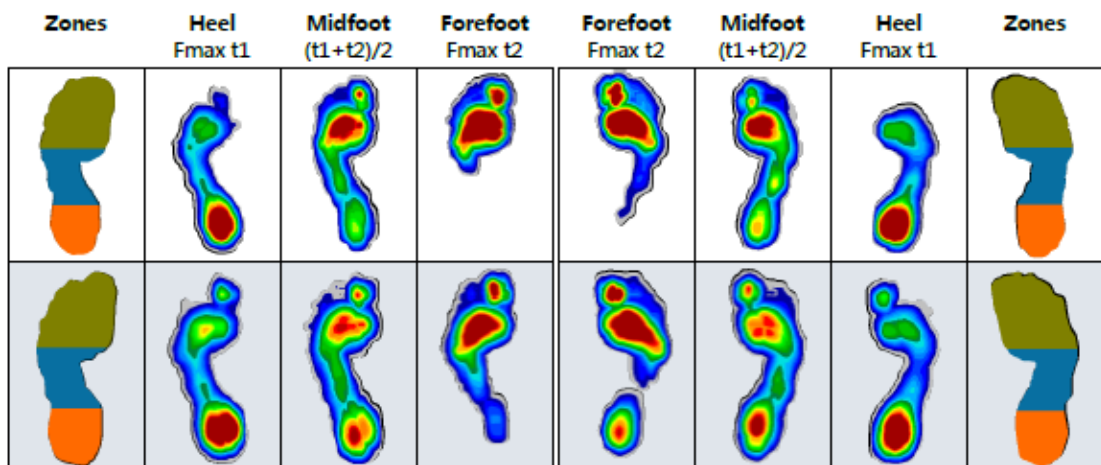 Zones Heel Midfoot Forefoot Forefoot Midfoot Heel Zones
Fmax t1 (t1+t2)/2 Fmax t2 Fmax t2 (t1+t2)/2 Fmax t1